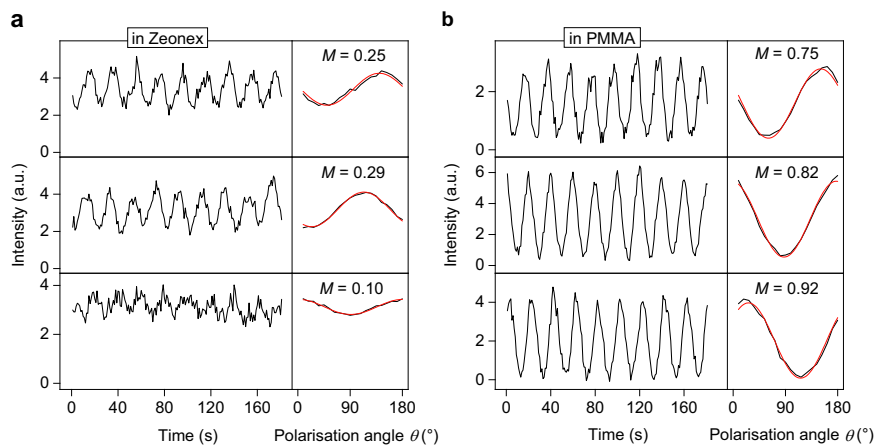 a
in Zeonex
Intensity (a.u.)
4
2
0
M = 0.25
4
2
0
M = 0.29
4
2
0
M = 0.10
0 40 80 120 160
Time (s)
0 90 180
Polarisation angle θ (°)
b
in PMMA
Intensity (a.u.)
2
0
M = 0.75
6
4
2
0
M = 0.82
4
2
0
M = 0.92
0 40 80 120 160
Time (s)
0 90 180
Polarisation angle θ (°)